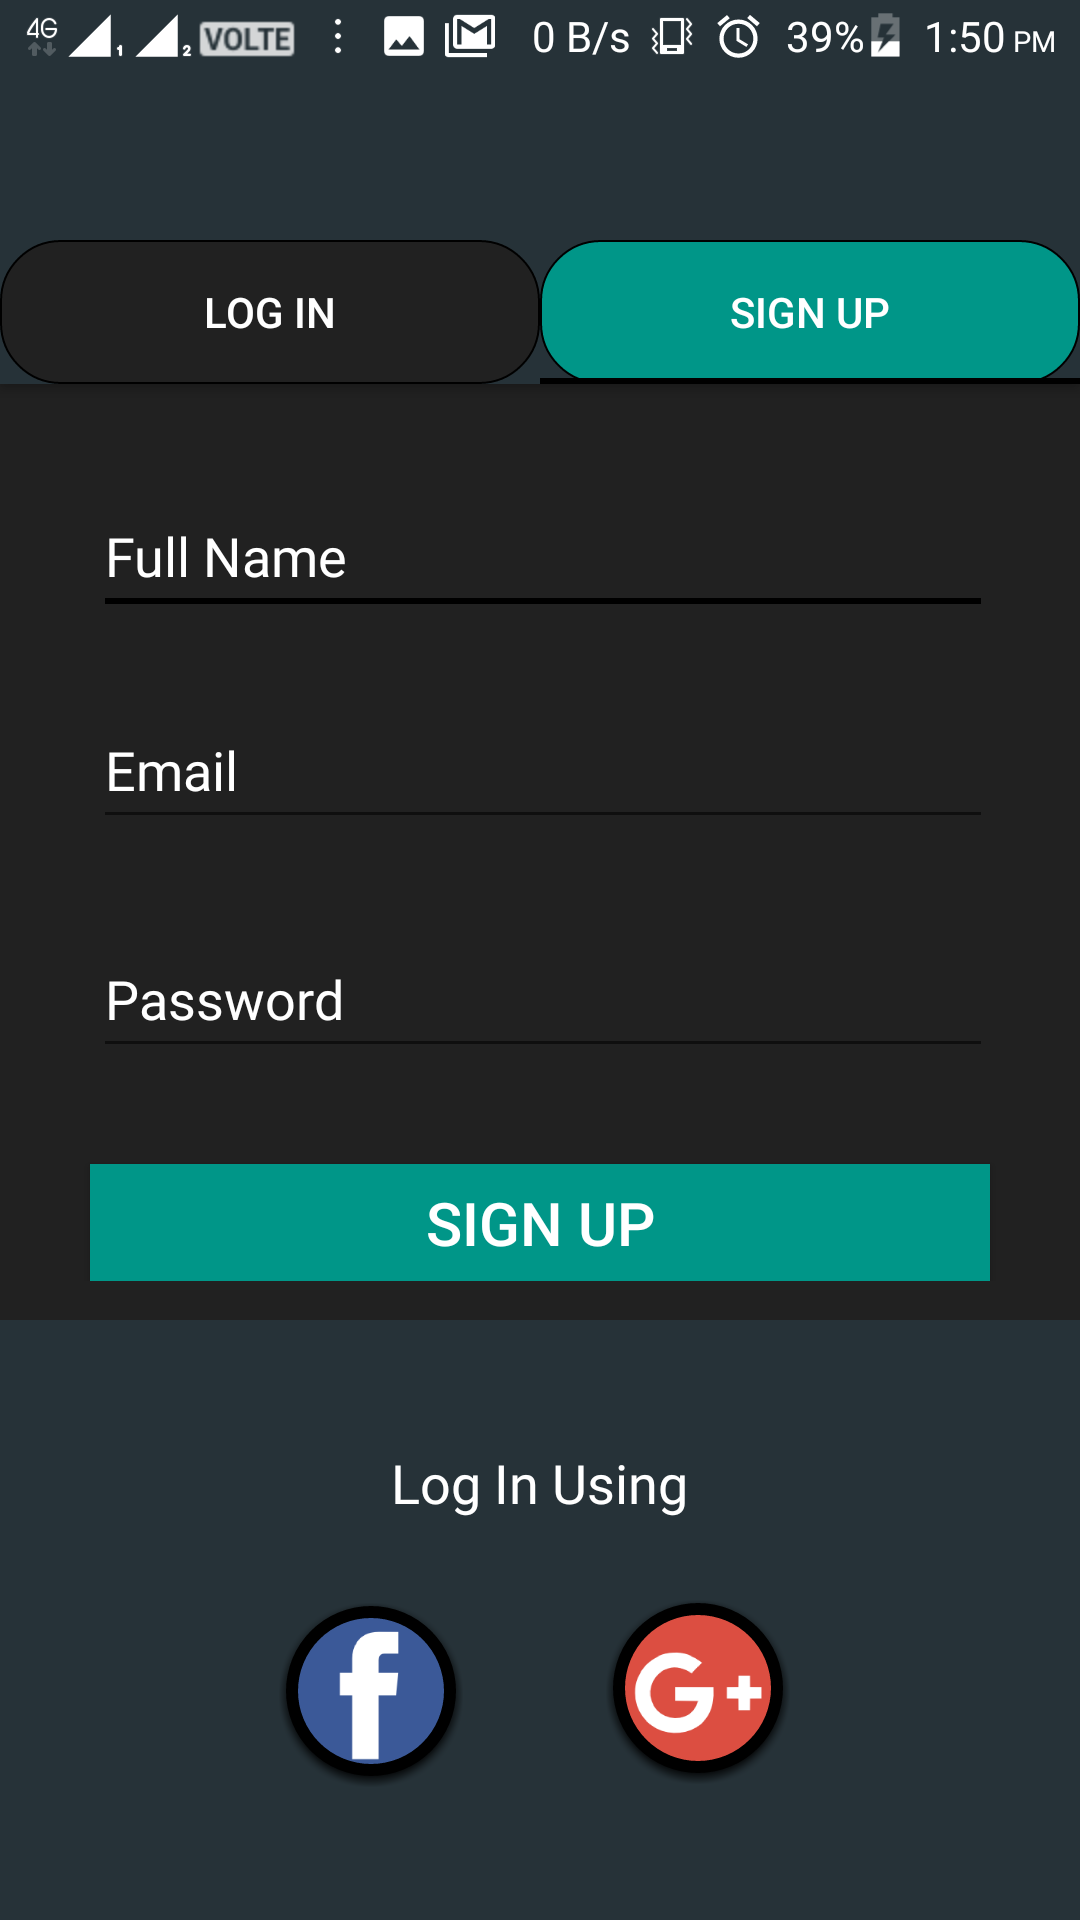 4G 1 2 VOLTE 0 B/s 39% 1:50 PM
LOG IN SIGN UP
Full Name
Email
Password
SIGN UP
Log In Using
f G+